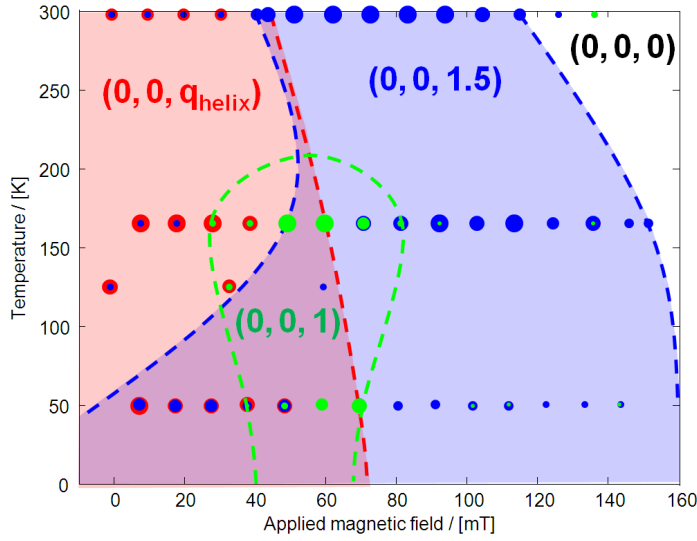 300
250
200
150
100
50
0
Temperature / [K]
(0, 0, q_helix)
(0, 0, 1.5)
(0, 0, 0)
(0, 0, 1)
0 20 40 60 80 100 120 140 160
Applied magnetic field / [mT]